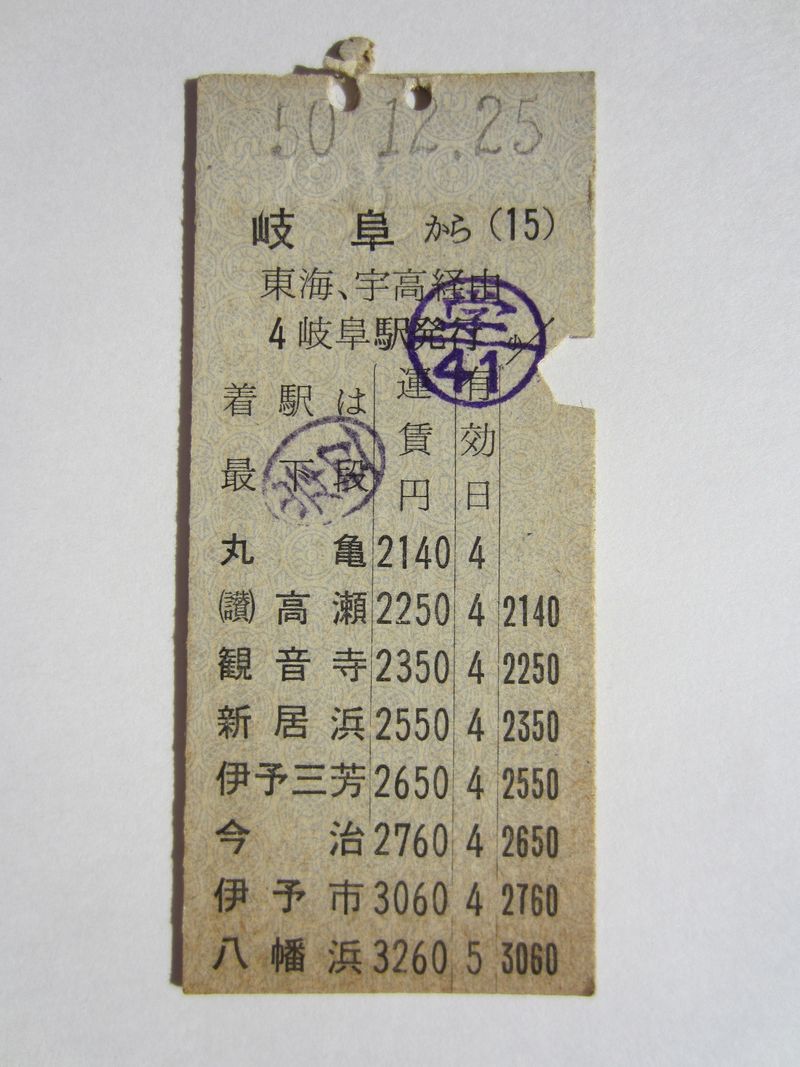 50 12.25
岐阜から(15)
東海、宇高経由
4岐阜駅発行
学
41
着駅は 運賃円 有効日
最下段
丸亀 2140 4
(讃)高瀬 2250 4 2140
観音寺 2350 4 2250
新居浜 2550 4 2350
伊予三芳 2650 4 2550
今治 2760 4 2650
伊予市 3060 4 2760
八幡浜 3260 5 3060